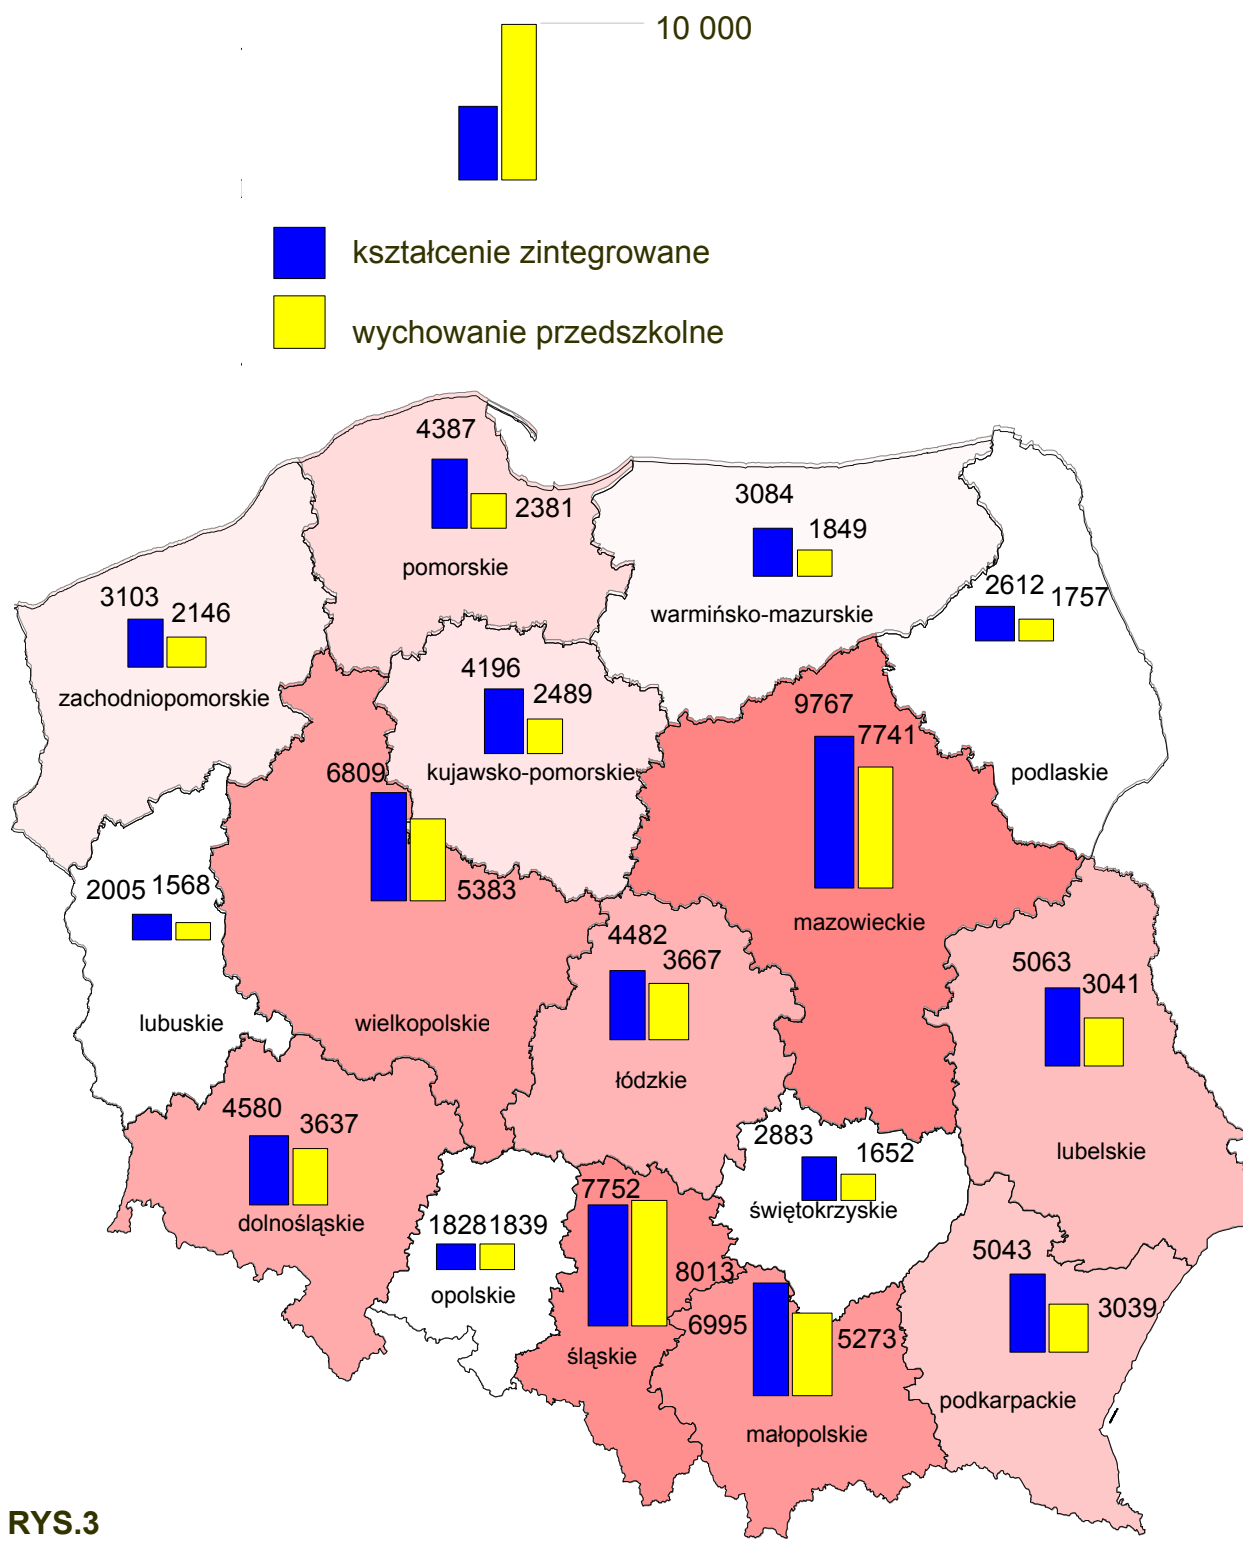 10 000
kształcenie zintegrowane
wychowanie przedszkolne
4387
2381
pomorskie
3084
1849
warmińsko-mazurskie
2612
1757
podlaskie
3103
2146
zachodniopomorskie
4196
2489
kujawsko-pomorskie
9767
7741
mazowieckie
6809
5383
wielkopolskie
2005
1568
lubuskie
4482
3667
łódzkie
5063
3041
lubelskie
4580
3637
dolnośląskie
2883
1652
świętokrzyskie
1828
1839
opolskie
7752
8013
śląskie
6995
5273
małopolskie
5043
3039
podkarpackie
RYS.3